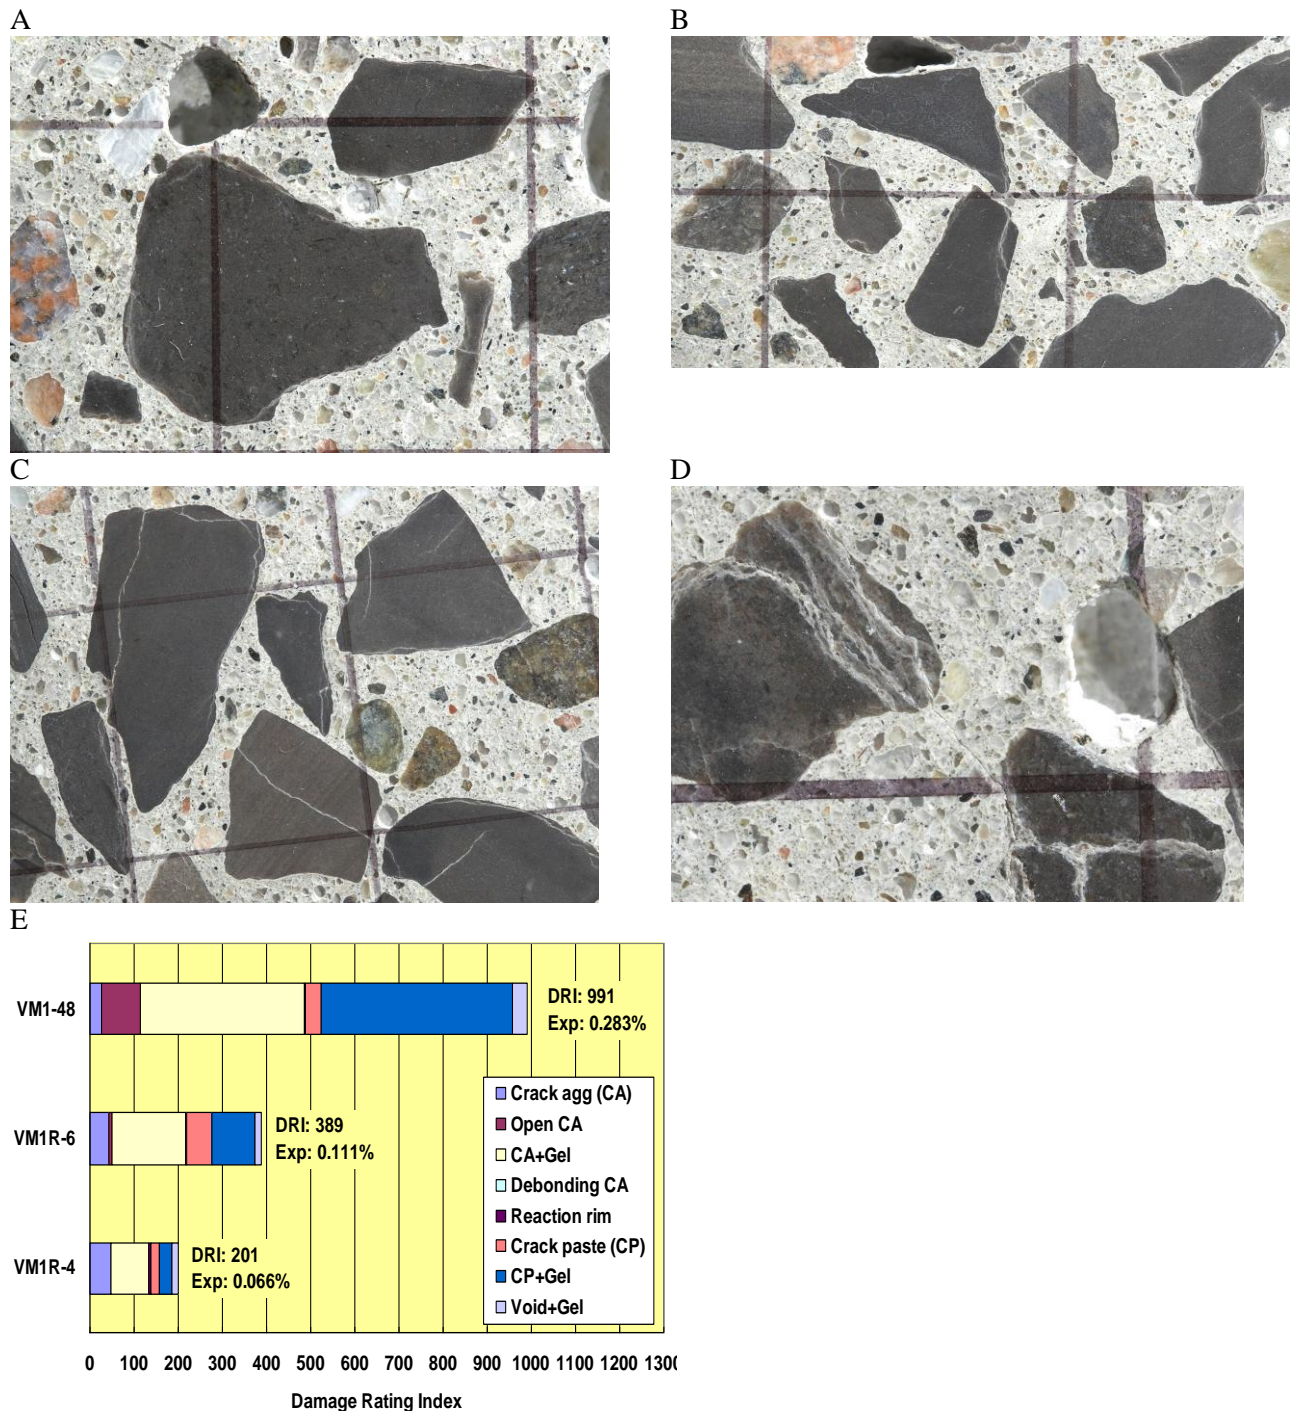 A
B
C
D
E
VM1-48
DRI: 991
Exp: 0.283%
VM1R-6
DRI: 389
Exp: 0.111%
VM1R-4
DRI: 201
Exp: 0.066%
Crack agg (CA)
Open CA
CA+Gel
Debonding CA
Reaction rim
Crack paste (CP)
CP+Gel
Void+Gel
0 100 200 300 400 500 600 700 800 900 1000 1100 1200 1300
Damage Rating Index